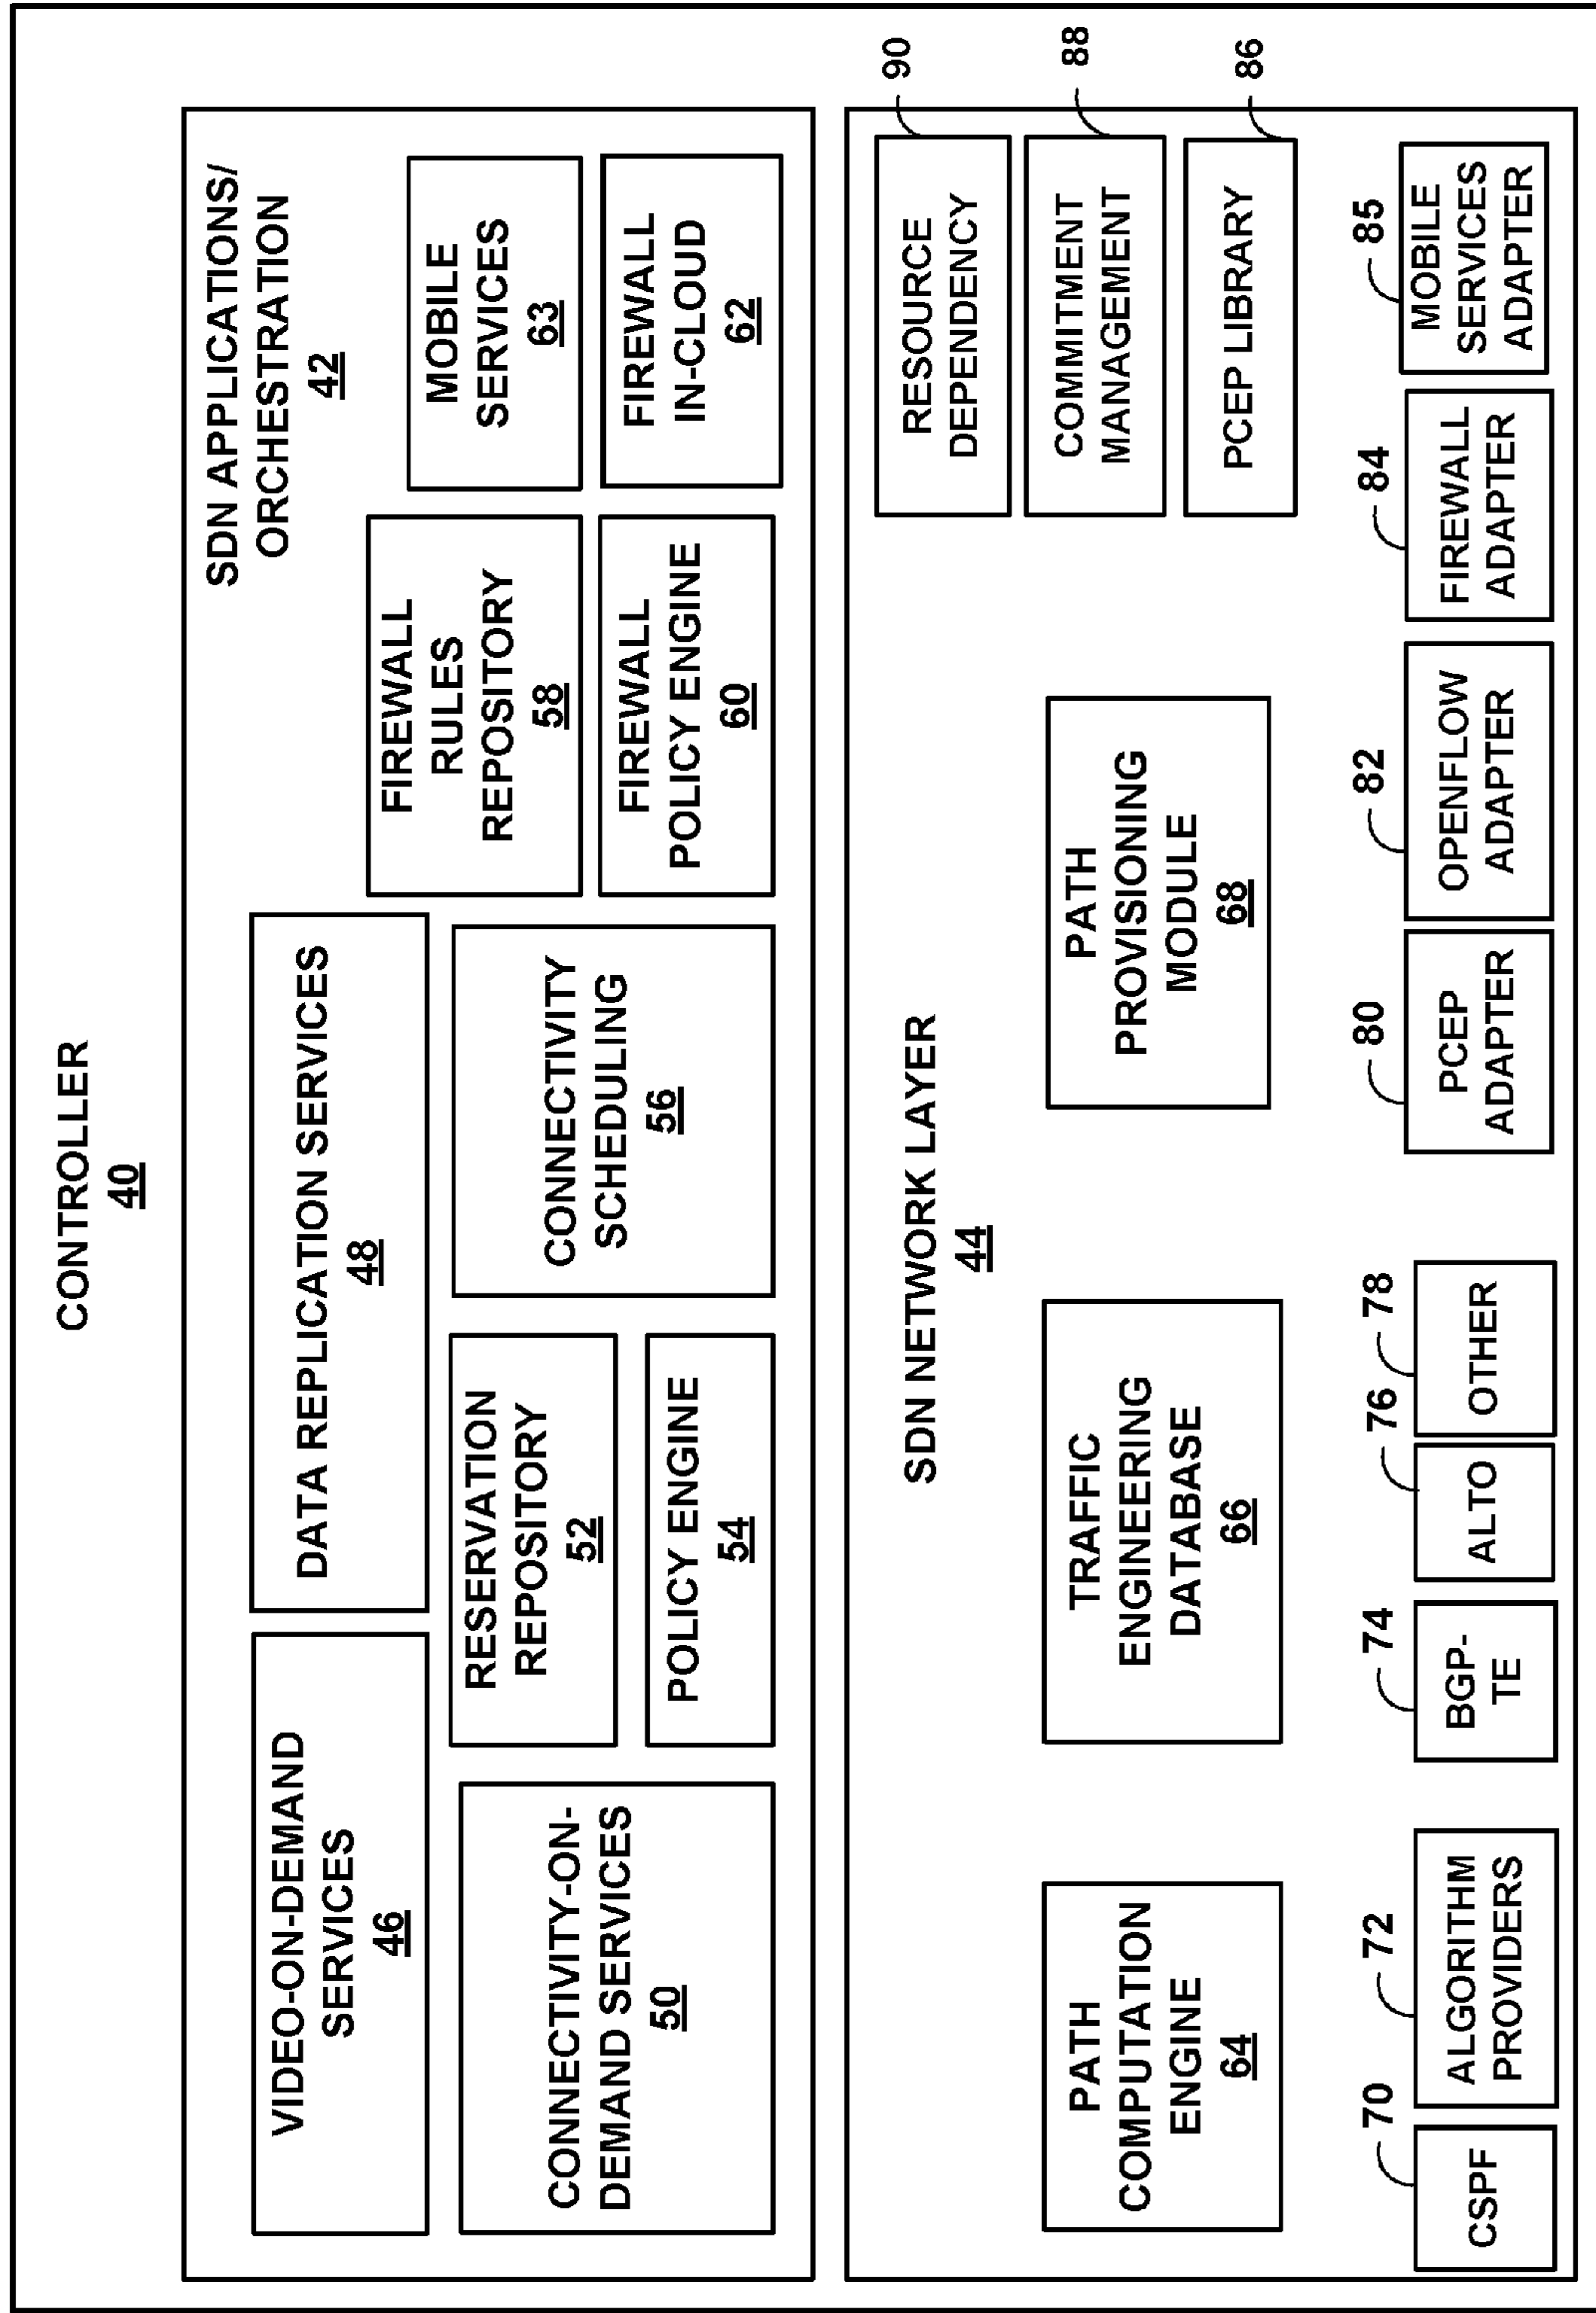 CONTROLLER
40
SDN APPLICATIONS/
ORCHESTRATION
42
VIDEO-ON-DEMAND
SERVICES
46
DATA REPLICATION SERVICES
48
CONNECTIVITY-ON-
DEMAND SERVICES
50
RESERVATION
REPOSITORY
52
POLICY ENGINE
54
CONNECTIVITY
SCHEDULING
56
FIREWALL
RULES
REPOSITORY
58
FIREWALL
POLICY ENGINE
60
MOBILE
SERVICES
63
FIREWALL
IN-CLOUD
62
SDN NETWORK LAYER
44
PATH
COMPUTATION
ENGINE
64
TRAFFIC
ENGINEERING
DATABASE
66
PATH
PROVISIONING
MODULE
68
RESOURCE
DEPENDENCY
90
COMMITMENT
MANAGEMENT
88
PCEP LIBRARY
86
70
CSPF
72
ALGORITHM
PROVIDERS
74
BGP-
TE
76
ALTO
78
OTHER
80
PCEP
ADAPTER
82
OPENFLOW
ADAPTER
84
FIREWALL
ADAPTER
85
MOBILE
SERVICES
ADAPTER